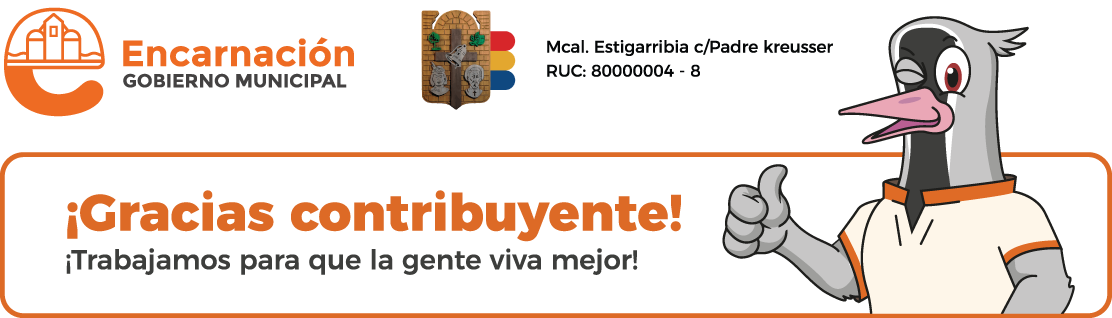 Encarnación
GOBIERNO MUNICIPAL
Mcal. Estigarribia c/Padre kreusser
RUC: 80000004 - 8
¡Gracias contribuyente!
¡Trabajamos para que la gente viva mejor!